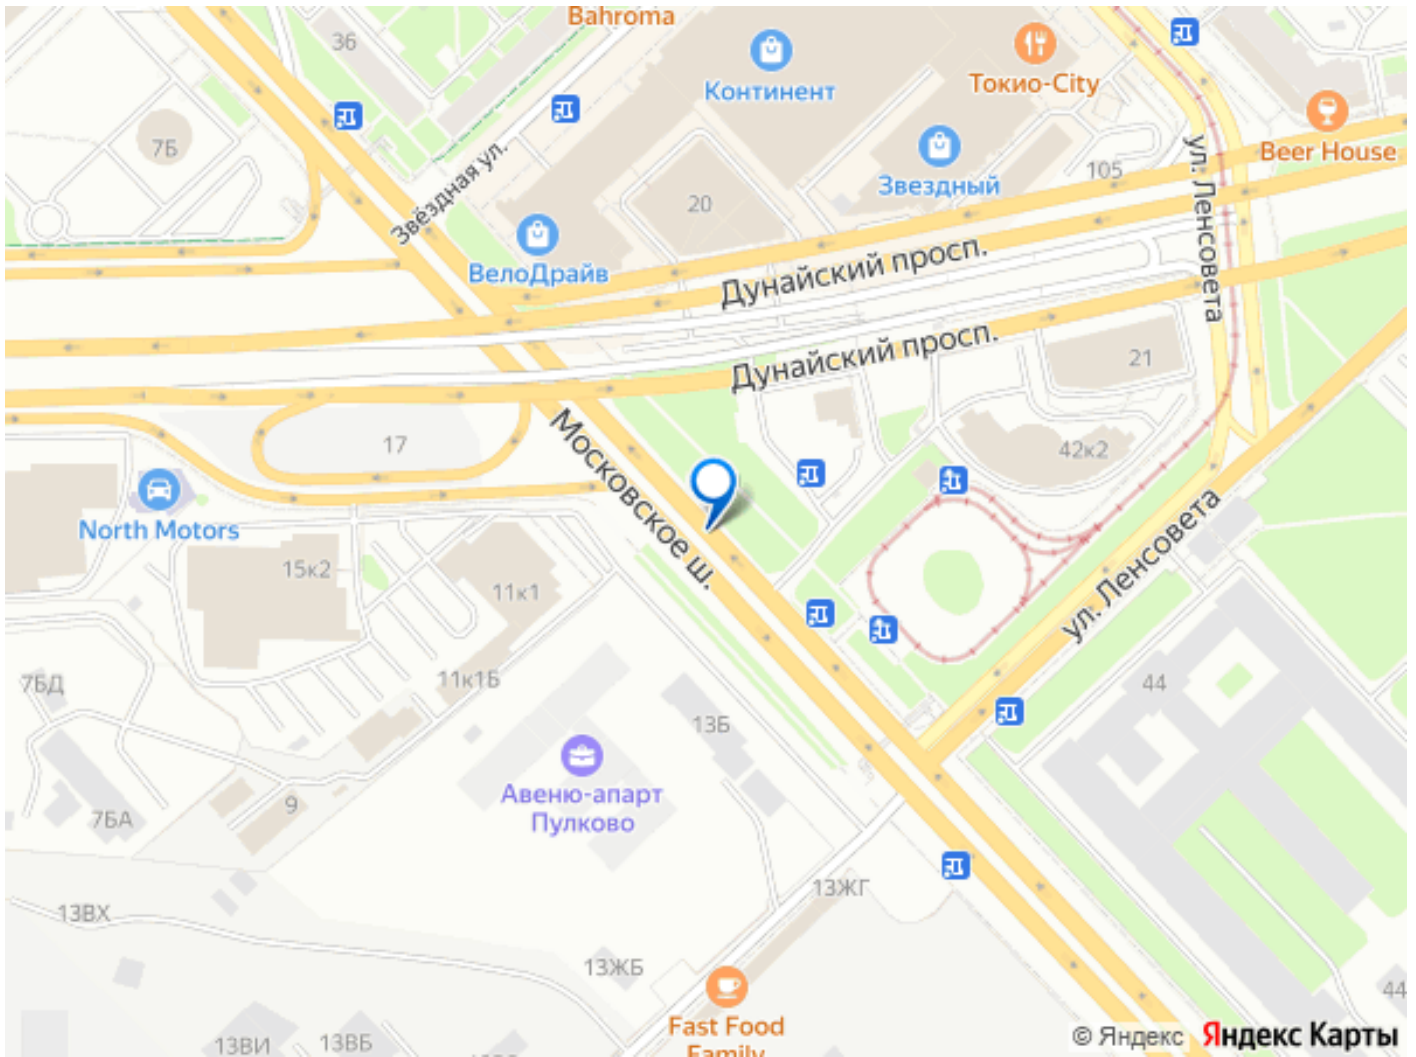 Bahroma
36
Континент
Токио-City
7Б
Звёздная ул.
ул. Ленсовета
Beer House
105
Звездный
20
ВелоДрайв
Дунайский просп.
Дунайский просп.
21
17
Московское ш.
42к2
North Motors
15к2
11к1
ул. Ленсовета
7БД
11к1Б
44
13Б
Авеню-апарт
Пулково
9
7БА
13ЖГ
13ВХ
13ЖБ
44
Fast Food
Family
13ВИ
13ВБ
© Яндекс Яндекс Карты